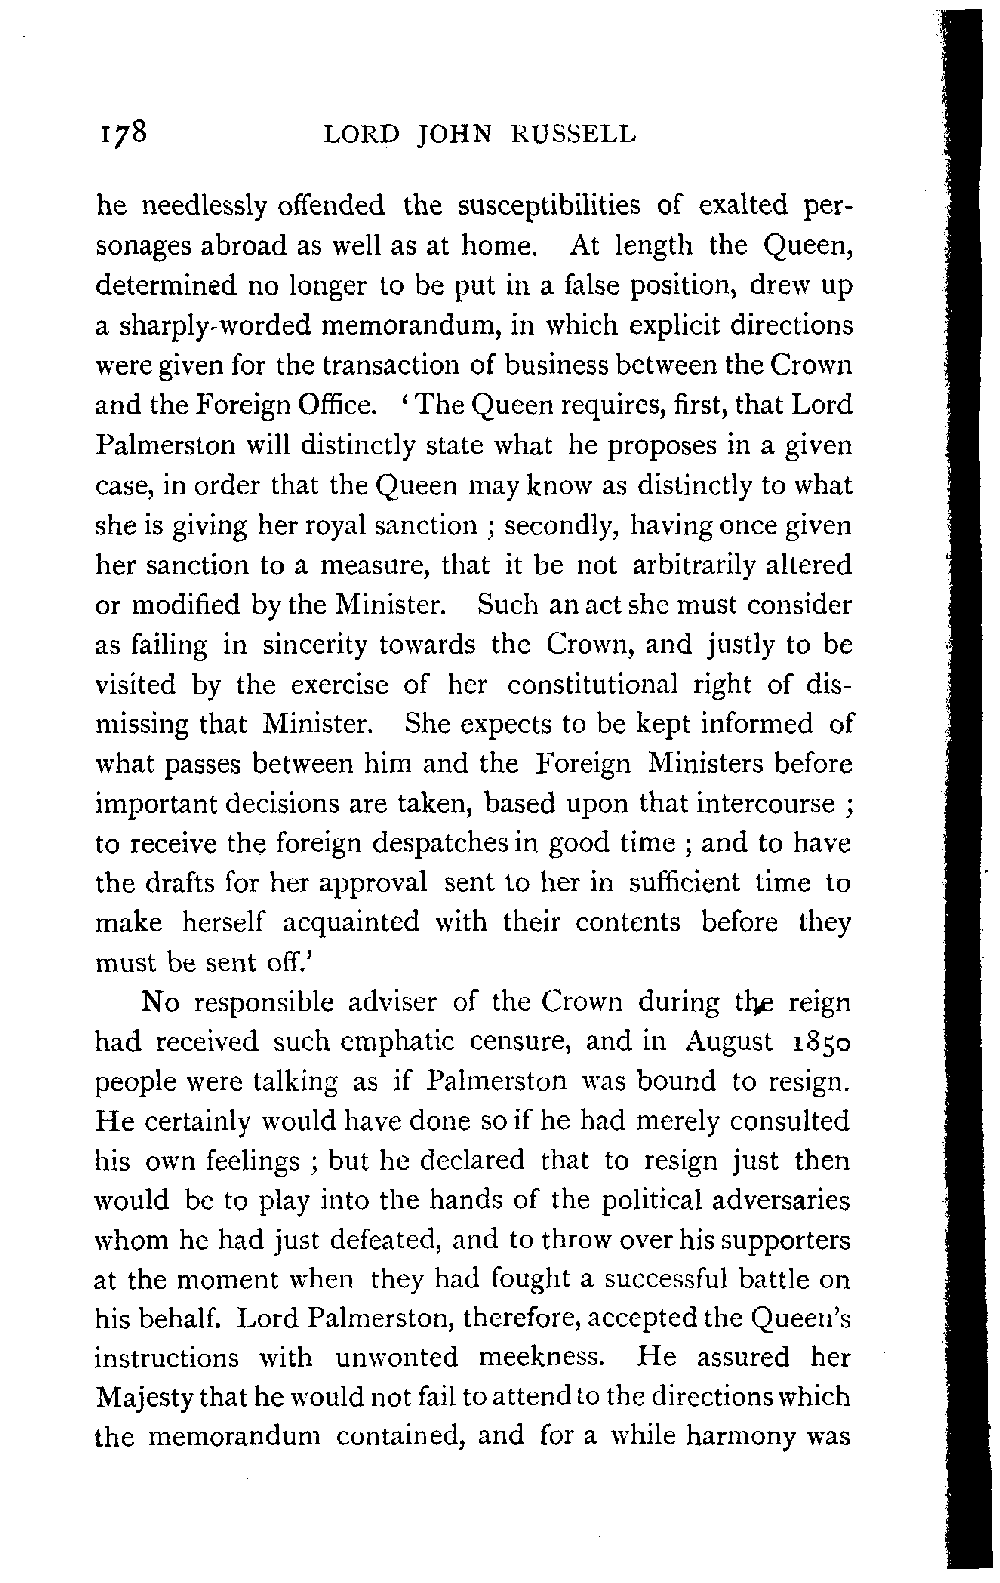 178 LORD JOHN RUSSELL
he needlessly offended the susceptibilities of exalted per-
sonages abroad as well as at home. At length the Queen,
determined no longer to be put in a false position, drew up
a sharply-worded memorandum, in which explicit directions
were given for the transaction of business between the Crown
and the Foreign Office. ‘ The Queen requires, first, that Lord
Palmerston will distinctly state what he proposes in a given
case, in order that the Queen may know as distinctly to what
she is giving her royal sanction ; secondly, having once given
her sanction to a measure, that it be not arbitrarily altered
or modified by the Minister. Such an act she must consider
as failing in sincerity towards the Crown, and justly to be
visited by the exercise of her constitutional right of dis-
missing that Minister. She expects to be kept informed of
what passes between him and the Foreign Ministers before
important decisions are taken, based upon that intercourse ;
to receive the foreign despatches in good time ; and to have
the drafts for her approval sent to her in sufficient time to
make herself acquainted with their contents before they
must be sent off.’
No responsible adviser of the Crown during the reign
had received such emphatic censure, and in August 1850
people were talking as if Palmerston was bound to resign.
He certainly would have done so if he had merely consulted
his own feelings ; but he declared that to resign just then
would be to play into the hands of the political adversaries
whom he had just defeated, and to throw over his supporters
at the moment when they had fought a successful battle on
his behalf. Lord Palmerston, therefore, accepted the Queen's
instructions with unwonted meekness. He assured her
Majesty that he would not fail to attend to the directions which
the memorandum contained, and for a while harmony was